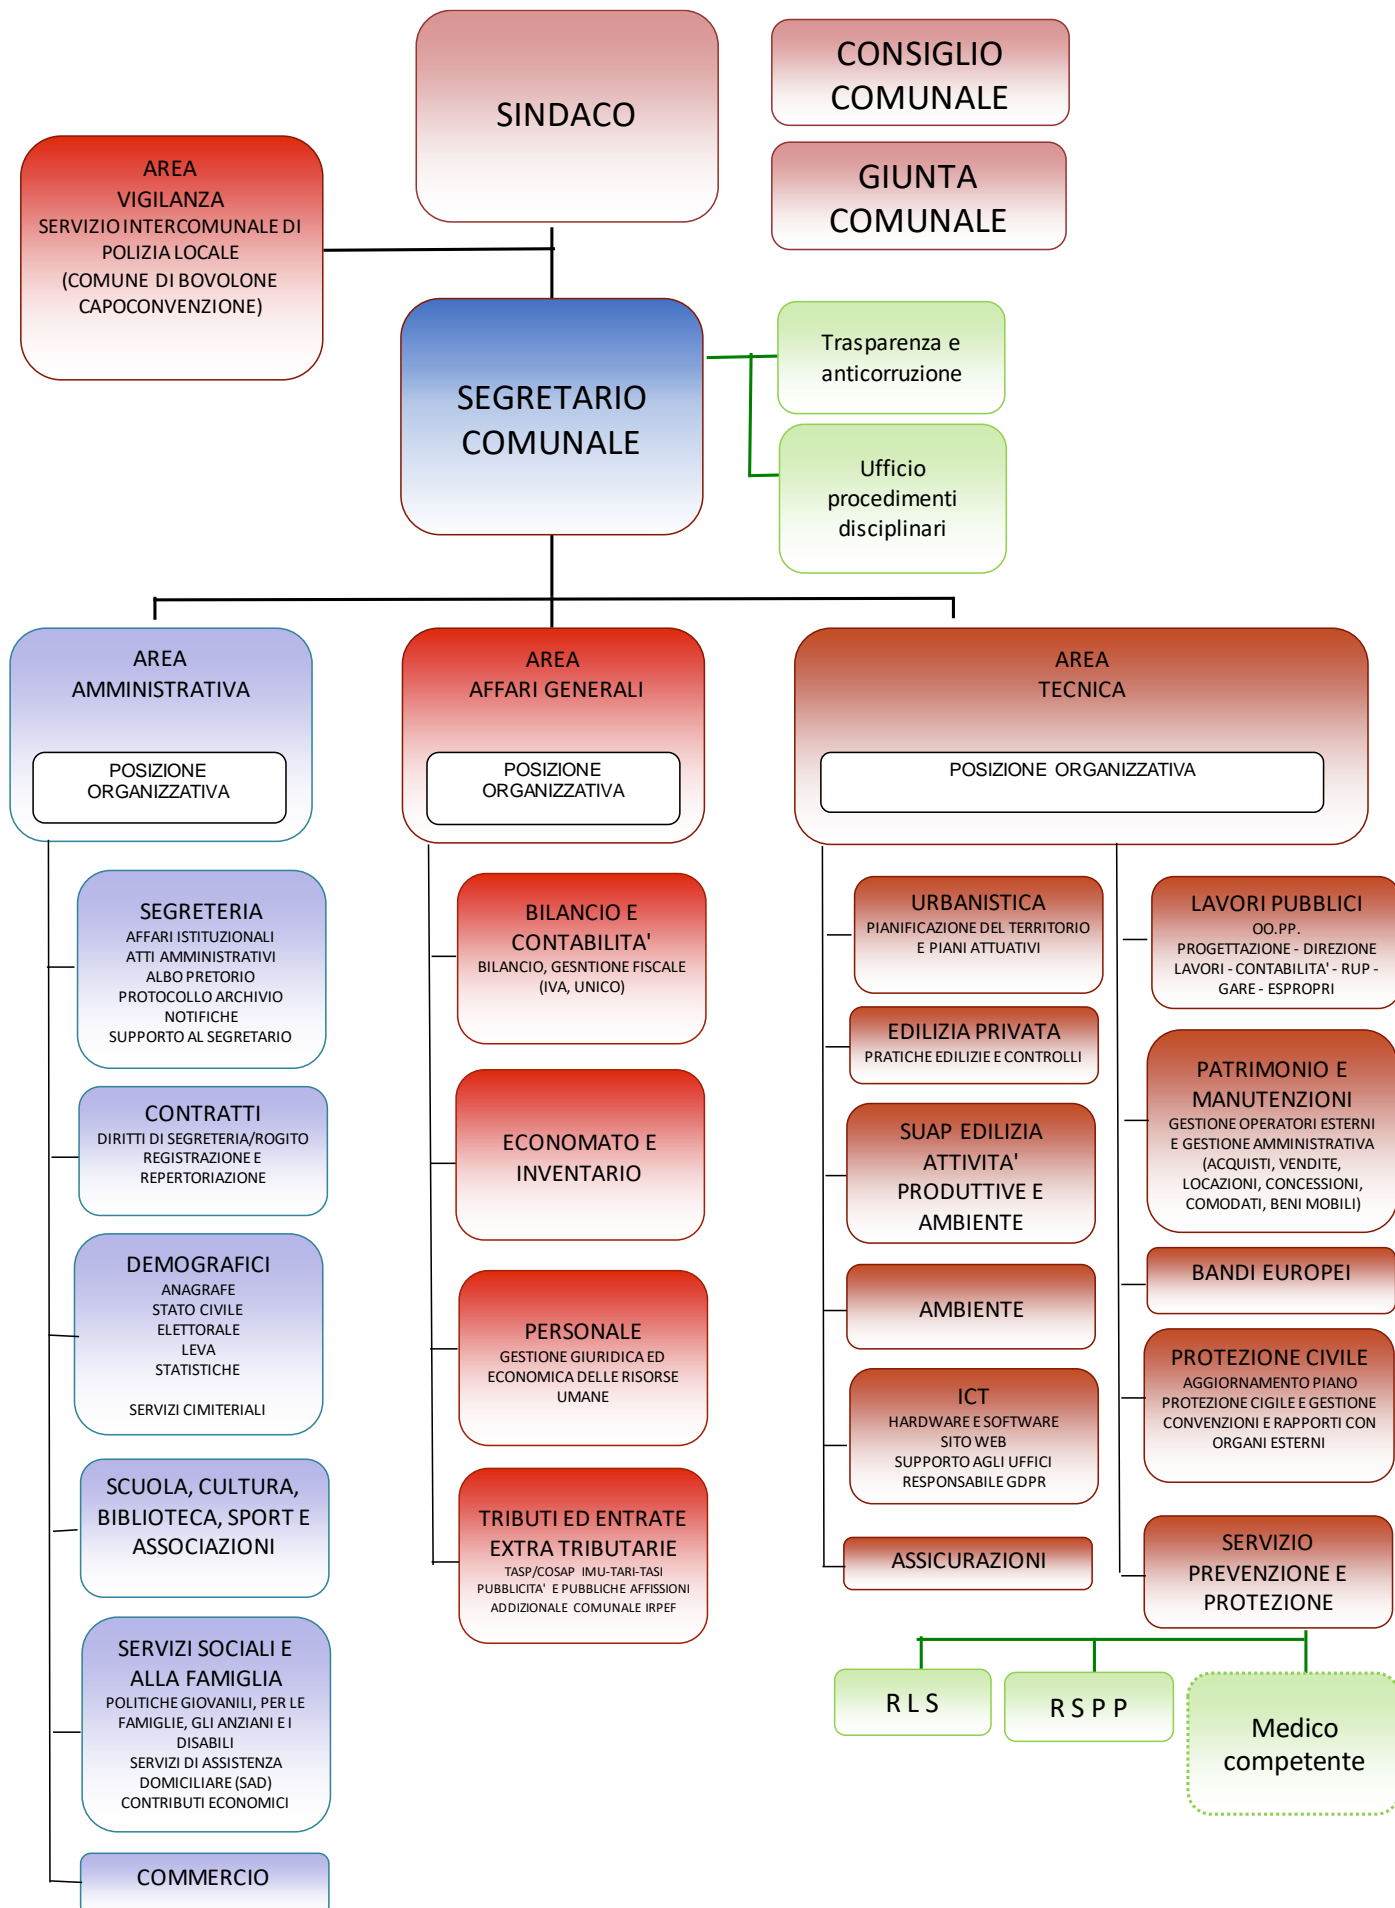 SINDACO
CONSIGLIO
COMUNALE
GIUNTA
COMUNALE
AREA
VIGILANZA
SERVIZIO INTERCOMUNALE DI
POLIZIA LOCALE
(COMUNE DI BOVOLONE
CAPOCONVENZIONE)
SEGRETARIO
COMUNALE
Trasparenza e
anticorruzione
Ufficio
procedimenti
disciplinari
AREA
AMMINISTRATIVA
POSIZIONE
ORGANIZZATIVA
SEGRETERIA
AFFARI ISTITUZIONALI
ATTI AMMINISTRATIVI
ALBO PRETORIO
PROTOCOLLO ARCHIVIO
NOTIFICHE
SUPPORTO AL SEGRETARIO
CONTRATTI
DIRITTI DI SEGRETERIA/ROGITO
REGISTRAZIONE E
REPERTORIAZIONE
DEMOGRAFICI
ANAGRAFE
STATO CIVILE
ELETTORALE
LEVA
STATISTICHE
SERVIZI CIMITERIALI
SCUOLA, CULTURA,
BIBLIOTECA, SPORT E
ASSOCIAZIONI
SERVIZI SOCIALI E
ALLA FAMIGLIA
POLITICHE GIOVANILI, PER LE
FAMIGLIE, GLI ANZIANI E I
DISABILI
SERVIZI DI ASSISTENZA
DOMICILIARE (SAD)
CONTRIBUTI ECONOMICI
COMMERCIO
AREA
AFFARI GENERALI
POSIZIONE
ORGANIZZATIVA
BILANCIO E
CONTABILITA'
BILANCIO, GESNTIONE FISCALE
(IVA, UNICO)
ECONOMATO E
INVENTARIO
PERSONALE
GESTIONE GIURIDICA ED
ECONOMICA DELLE RISORSE
UMANE
TRIBUTI ED ENTRATE
EXTRA TRIBUTARIE
TASP/COSAP IMU-TARI-TASI
PUBBLICITA' E PUBBLICHE AFFISSIONI
ADDIZIONALE COMUNALE IRPEF
AREA
TECNICA
POSIZIONE ORGANIZZATIVA
URBANISTICA
PIANIFICAZIONE DEL TERRITORIO
E PIANI ATTUATIVI
EDILIZIA PRIVATA
PRATICHE EDILIZIE E CONTROLLI
SUAP EDILIZIA
ATTIVITA'
PRODUTTIVE E
AMBIENTE
AMBIENTE
ICT
HARDWARE E SOFTWARE
SITO WEB
SUPPORTO AGLI UFFICI
RESPONSABILE GDPR
ASSICURAZIONI
LAVORI PUBBLICI
OO.PP.
PROGETTAZIONE - DIREZIONE
LAVORI - CONTABILITA' - RUP -
GARE - ESPROPRI
PATRIMONIO E
MANUTENZIONI
GESTIONE OPERATORI ESTERNI
E GESTIONE AMMINISTRATIVA
(ACQUISTI, VENDITE,
LOCAZIONI, CONCESSIONI,
COMODATI, BENI MOBILI)
BANDI EUROPEI
PROTEZIONE CIVILE
AGGIORNAMENTO PIANO
PROTEZIONE CIGILE E GESTIONE
CONVENZIONI E RAPPORTI CON
ORGANI ESTERNI
SERVIZIO
PREVENZIONE E
PROTEZIONE
R L S
R S P P
Medico
competente